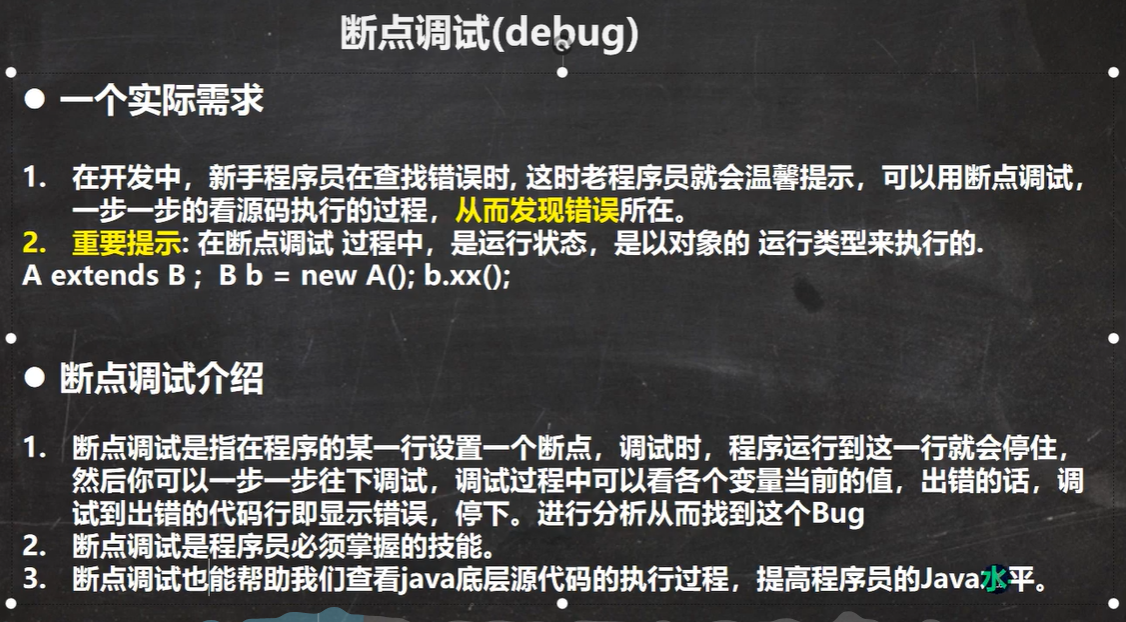 断点调试(debug)
● 一个实际需求
1. 在开发中，新手程序员在查找错误时, 这时老程序员就会温馨提示，可以用断点调试，
一步一步的看源码执行的过程，从而发现错误所在。
2. 重要提示: 在断点调试 过程中，是运行状态，是以对象的 运行类型来执行的.
A extends B ;  B b = new A(); b.xx();
● 断点调试介绍
1. 断点调试是指在程序的某一行设置一个断点，调试时，程序运行到这一行就会停住，
然后你可以一步一步往下调试，调试过程中可以看各个变量当前的值，出错的话，调
试到出错的代码行即显示错误，停下。进行分析从而找到这个Bug
2. 断点调试是程序员必须掌握的技能。
3. 断点调试也能帮助我们查看java底层源代码的执行过程，提高程序员的Java水平。